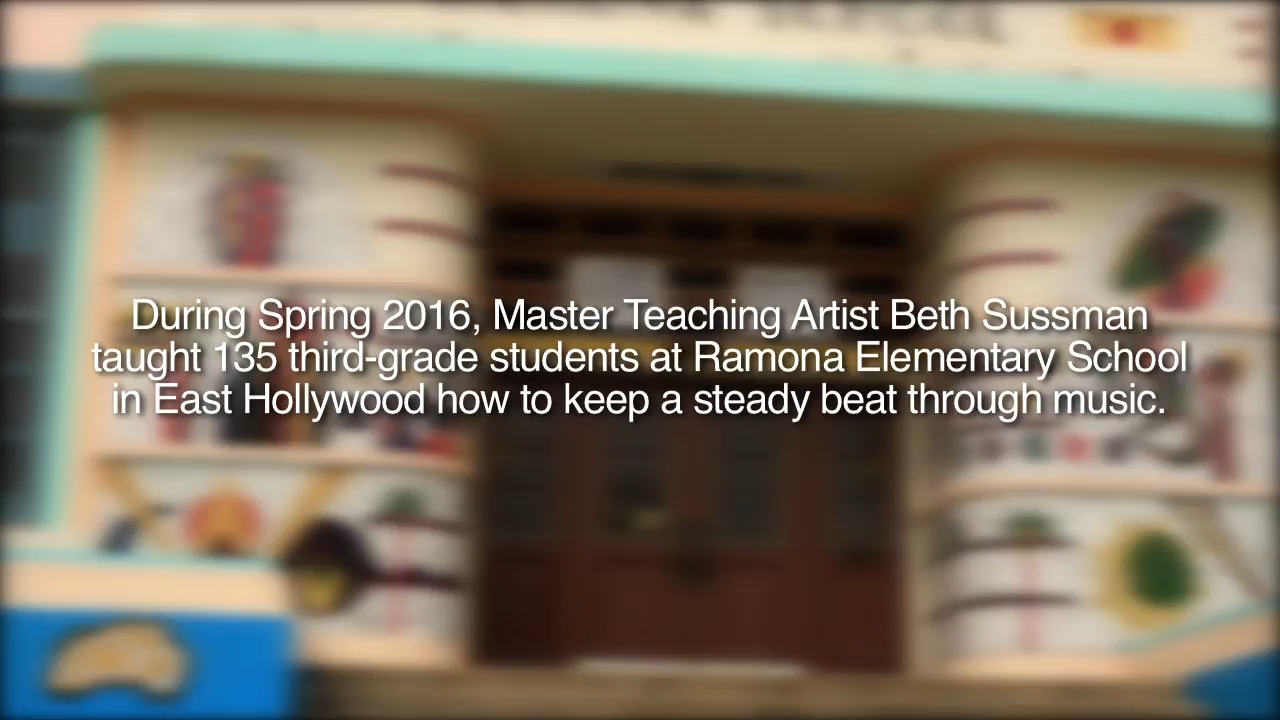 During Spring 2016, Master Teaching Artist Beth Sussman
taught 135 third-grade students at Ramona Elementary School
in East Hollywood how to keep a steady beat through music.